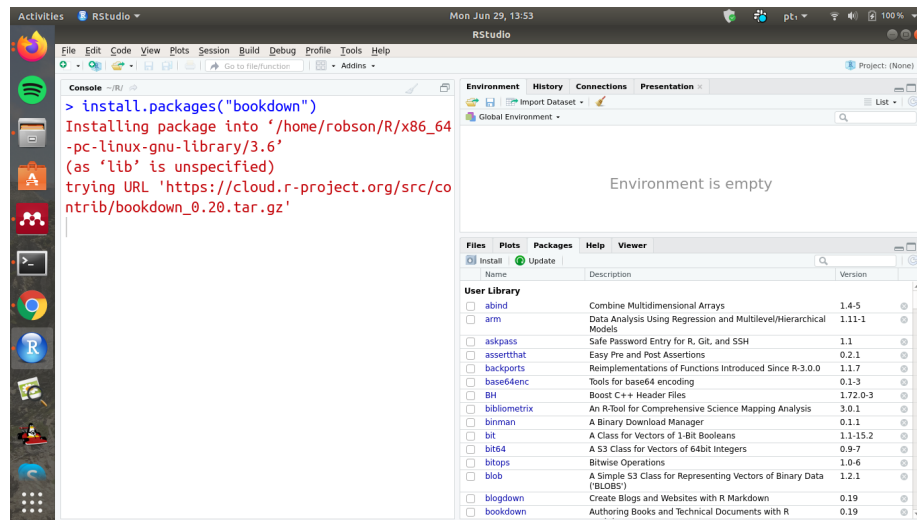 Activities RStudio Mon Jun 29, 13:53 pt₁ 100 %
RStudio
File Edit Code View Plots Session Build Debug Profile Tools Help
Go to file/function Addins Project: (None)
Console ~/R/
> install.packages("bookdown")
Installing package into ‘/home/robson/R/x86_64
-pc-linux-gnu-library/3.6’
(as ‘lib’ is unspecified)
trying URL 'https://cloud.r-project.org/src/co
ntrib/bookdown_0.20.tar.gz'
Environment History Connections Presentation
Import Dataset List
Global Environment
Environment is empty
Files Plots Packages Help Viewer
Install Update
Name Description Version
User Library
abind Combine Multidimensional Arrays 1.4-5
arm Data Analysis Using Regression and Multilevel/Hierarchical 1.11-1
Models
askpass Safe Password Entry for R, Git, and SSH 1.1
assertthat Easy Pre and Post Assertions 0.2.1
backports Reimplementations of Functions Introduced Since R-3.0.0 1.1.7
base64enc Tools for base64 encoding 0.1-3
BH Boost C++ Header Files 1.72.0-3
bibliometrix An R-Tool for Comprehensive Science Mapping Analysis 3.0.1
binman A Binary Download Manager 0.1.1
bit A Class for Vectors of 1-Bit Booleans 1.1-15.2
bit64 A S3 Class for Vectors of 64bit Integers 0.9-7
bitops Bitwise Operations 1.0-6
blob A Simple S3 Class for Representing Vectors of Binary Data 1.2.1
('BLOBS')
blogdown Create Blogs and Websites with R Markdown 0.19
bookdown Authoring Books and Technical Documents with R 0.19